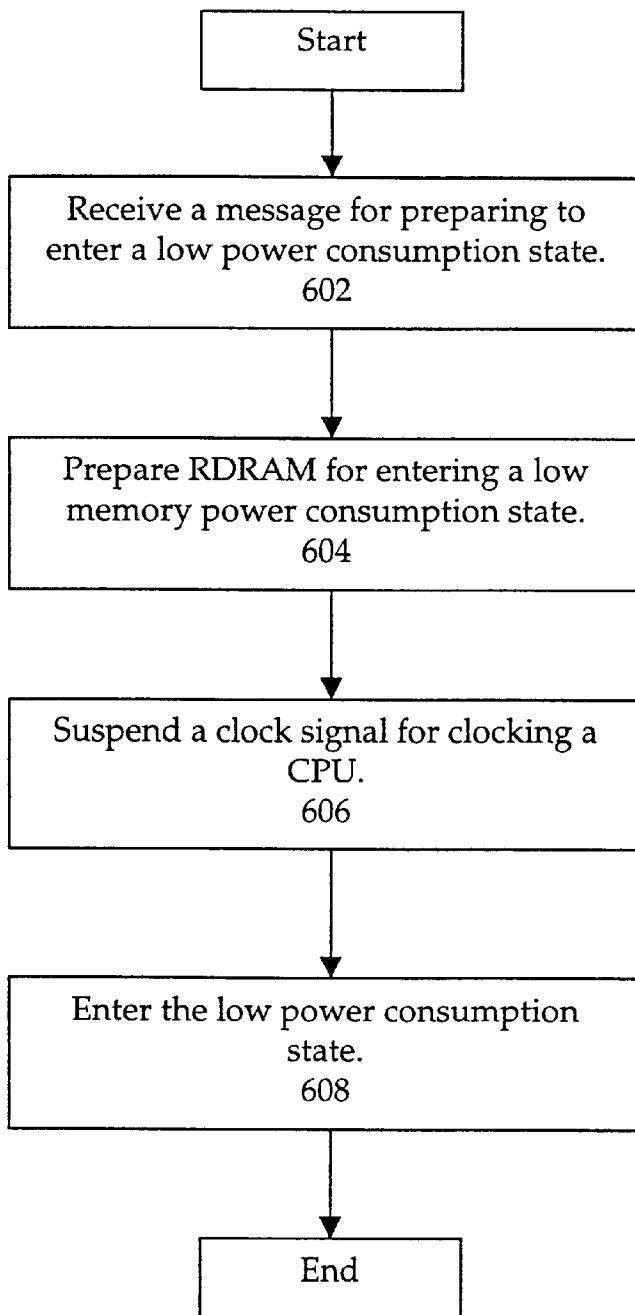 Start
Receive a message for preparing to
enter a low power consumption state.
602
Prepare RDRAM for entering a low
memory power consumption state.
604
Suspend a clock signal for clocking a
CPU.
606
Enter the low power consumption
state.
608
End